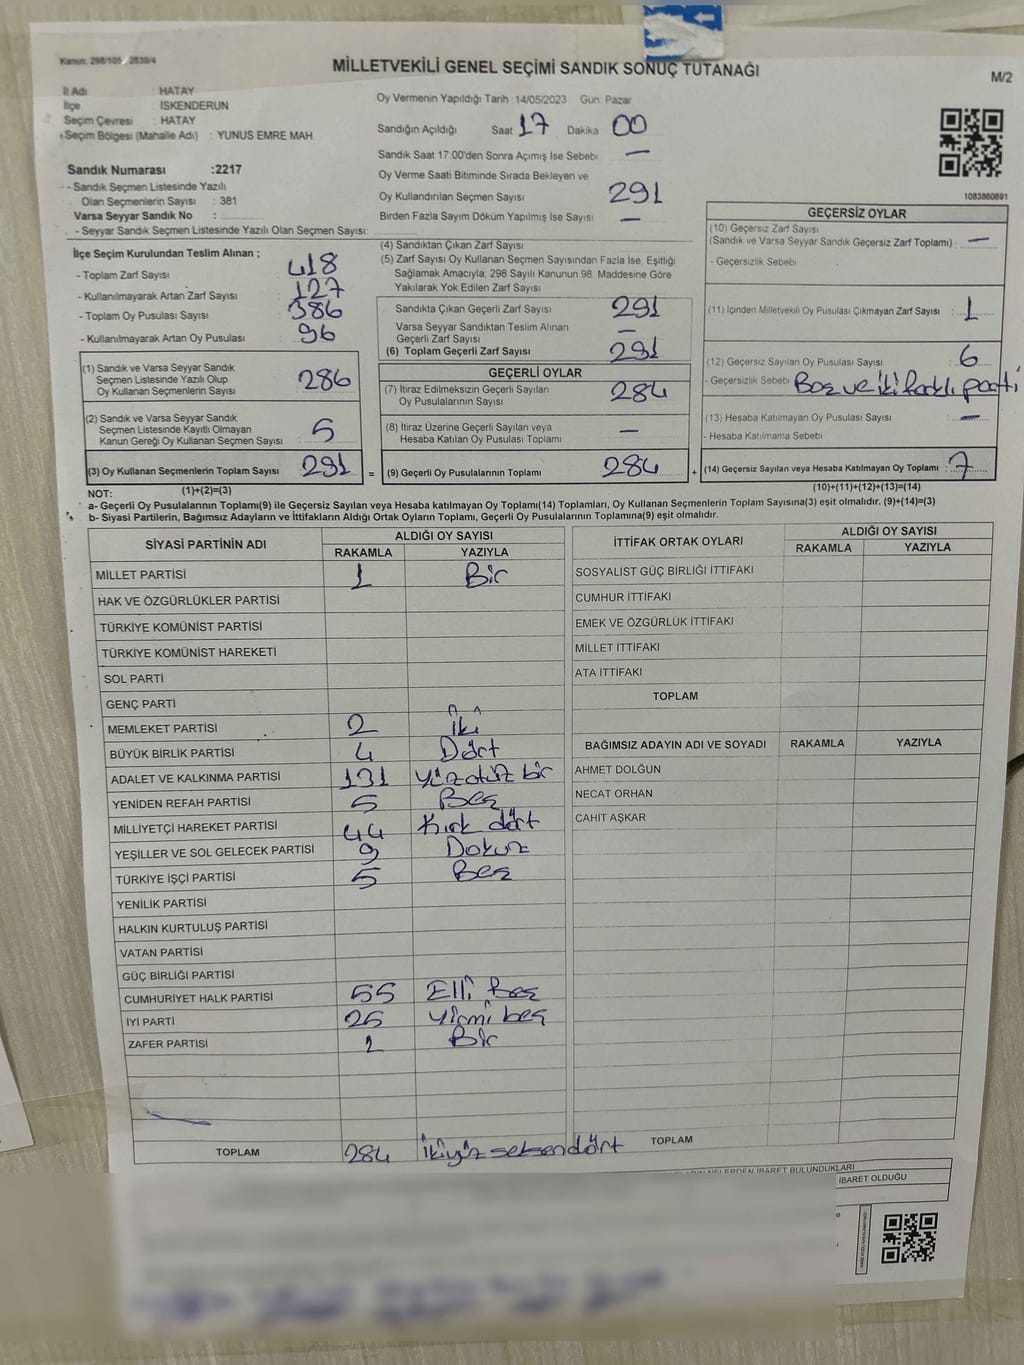 Kanun: 298/105, 2839/4
MİLLETVEKİLİ GENEL SEÇİMİ SANDIK SONUÇ TUTANAĞI
M/2
İl Adı : HATAY
İlçe : İSKENDERUN
Seçim Çevresi : HATAY
Seçim Bölgesi (Mahalle Adı) : YUNUS EMRE MAH
Sandık Numarası :2217
- Sandık Seçmen Listesinde Yazılı
Olan Seçmenlerin Sayısı : 381
Varsa Seyyar Sandık No :
- Seyyar Sandık Seçmen Listesinde Yazılı Olan Seçmen Sayısı:
Oy Vermenin Yapıldığı Tarih :14/05/2023 Gün: Pazar
Sandığın Açıldığı Saat 17 Dakika 00
Sandık Saat 17:00'den Sonra Açımış İse Sebebi —
Oy Verme Saati Bitiminde Sırada Bekleyen ve
Oy Kullandırılan Seçmen Sayısı 291
Birden Fazla Sayım Döküm Yapılmış İse Sayısı —
1083860691
İlçe Seçim Kurulundan Teslim Alınan ;
- Toplam Zarf Sayısı 418
- Kullanılmayarak Artan Zarf Sayısı 127
- Toplam Oy Pusulası Sayısı 386
- Kullanılmayarak Artan Oy Pusulası 96
(4) Sandıktan Çıkan Zarf Sayısı
(5) Zarf Sayısı Oy Kullanan Seçmen Sayısından Fazla İse, Eşitliği
Sağlamak Amacıyla; 298 Sayılı Kanunun 98. Maddesine Göre
Yakılarak Yok Edilen Zarf Sayısı
Sandıkta Çıkan Geçerli Zarf Sayısı 291
Varsa Seyyar Sandıktan Teslim Alınan
Geçerli Zarf Sayısı —
(6) Toplam Geçerli Zarf Sayısı 291
GEÇERSİZ OYLAR
(10) Geçersiz Zarf Sayısı
(Sandık ve Varsa Seyyar Sandık Geçersiz Zarf Toplamı) : —
- Geçersizlik Sebebi
(11) İçinden Milletvekili Oy Pusulası Çıkmayan Zarf Sayısı : 1
(12) Geçersiz Sayılan Oy Pusulası Sayısı : 6
- Geçersizlik Sebebi Boş ve iki farklı parti
(13) Hesaba Katılmayan Oy Pusulası Sayısı : —
- Hesaba Katılmama Sebebi
(14) Geçersiz Sayılan veya Hesaba Katılmayan Oy Toplamı : 7
(10)+(11)+(12)+(13)=(14)
(1) Sandık ve Varsa Seyyar Sandık
Seçmen Listesinde Yazılı Olup
Oy Kullanan Seçmenlerin Sayısı 286
(2) Sandık ve Varsa Seyyar Sandık
Seçmen Listesinde Kayıtlı Olmayan
Kanun Gereği Oy Kullanan Seçmen Sayısı 5
(3) Oy Kullanan Seçmenlerin Toplam Sayısı 291 =
GEÇERLİ OYLAR
(7) İtiraz Edilmeksizin Geçerli Sayılan
Oy Pusulalarının Sayısı 284
(8) İtiraz Üzerine Geçerli Sayılan veya
Hesaba Katılan Oy Pusulası Toplamı —
(9) Geçerli Oy Pusulalarının Toplamı 284 +
NOT: (1)+(2)=(3)
a- Geçerli Oy Pusulalarının Toplamı(9) ile Geçersiz Sayılan veya Hesaba katılmayan Oy Toplamı(14) Toplamları, Oy Kullanan Seçmenlerin Toplam Sayısına(3) eşit olmalıdır. (9)+(14)=(3)
b- Siyasi Partilerin, Bağımsız Adayların ve İttifakların Aldığı Ortak Oyların Toplamı, Geçerli Oy Pusulalarının Toplamına(9) eşit olmalıdır.
SİYASİ PARTİNİN ADI ALDIĞI OY SAYISI
RAKAMLA YAZIYLA
MİLLET PARTİSİ 1 Bir
HAK VE ÖZGÜRLÜKLER PARTİSİ
TÜRKİYE KOMÜNİST PARTİSİ
TÜRKİYE KOMÜNİST HAREKETİ
SOL PARTİ
GENÇ PARTİ
MEMLEKET PARTİSİ 2 İki
BÜYÜK BİRLİK PARTİSİ 4 Dört
ADALET VE KALKINMA PARTİSİ 131 Yüzotuz bir
YENİDEN REFAH PARTİSİ 5 Beş
MİLLİYETÇİ HAREKET PARTİSİ 44 Kırk dört
YEŞİLLER VE SOL GELECEK PARTİSİ 9 Dokuz
TÜRKİYE İŞÇİ PARTİSİ 5 Beş
YENİLİK PARTİSİ
HALKIN KURTULUŞ PARTİSİ
VATAN PARTİSİ
GÜÇ BİRLİĞİ PARTİSİ
CUMHURİYET HALK PARTİSİ 55 Elli Beş
İYİ PARTİ 25 Yirmi beş
ZAFER PARTİSİ 1 Bir
TOPLAM 284 İkiyüz seksendört
İTTİFAK ORTAK OYLARI ALDIĞI OY SAYISI
RAKAMLA YAZIYLA
SOSYALİST GÜÇ BİRLİĞİ İTTİFAKI
CUMHUR İTTİFAKI
EMEK VE ÖZGÜRLÜK İTTİFAKI
MİLLET İTTİFAKI
ATA İTTİFAKI
TOPLAM
BAĞIMSIZ ADAYIN ADI VE SOYADI RAKAMLA YAZIYLA
AHMET DOLĞUN
NECAT ORHAN
CAHİT AŞKAR
TOPLAM
NELERDEN İBARET BULUNDUKLARI
İBARET OLDUĞU